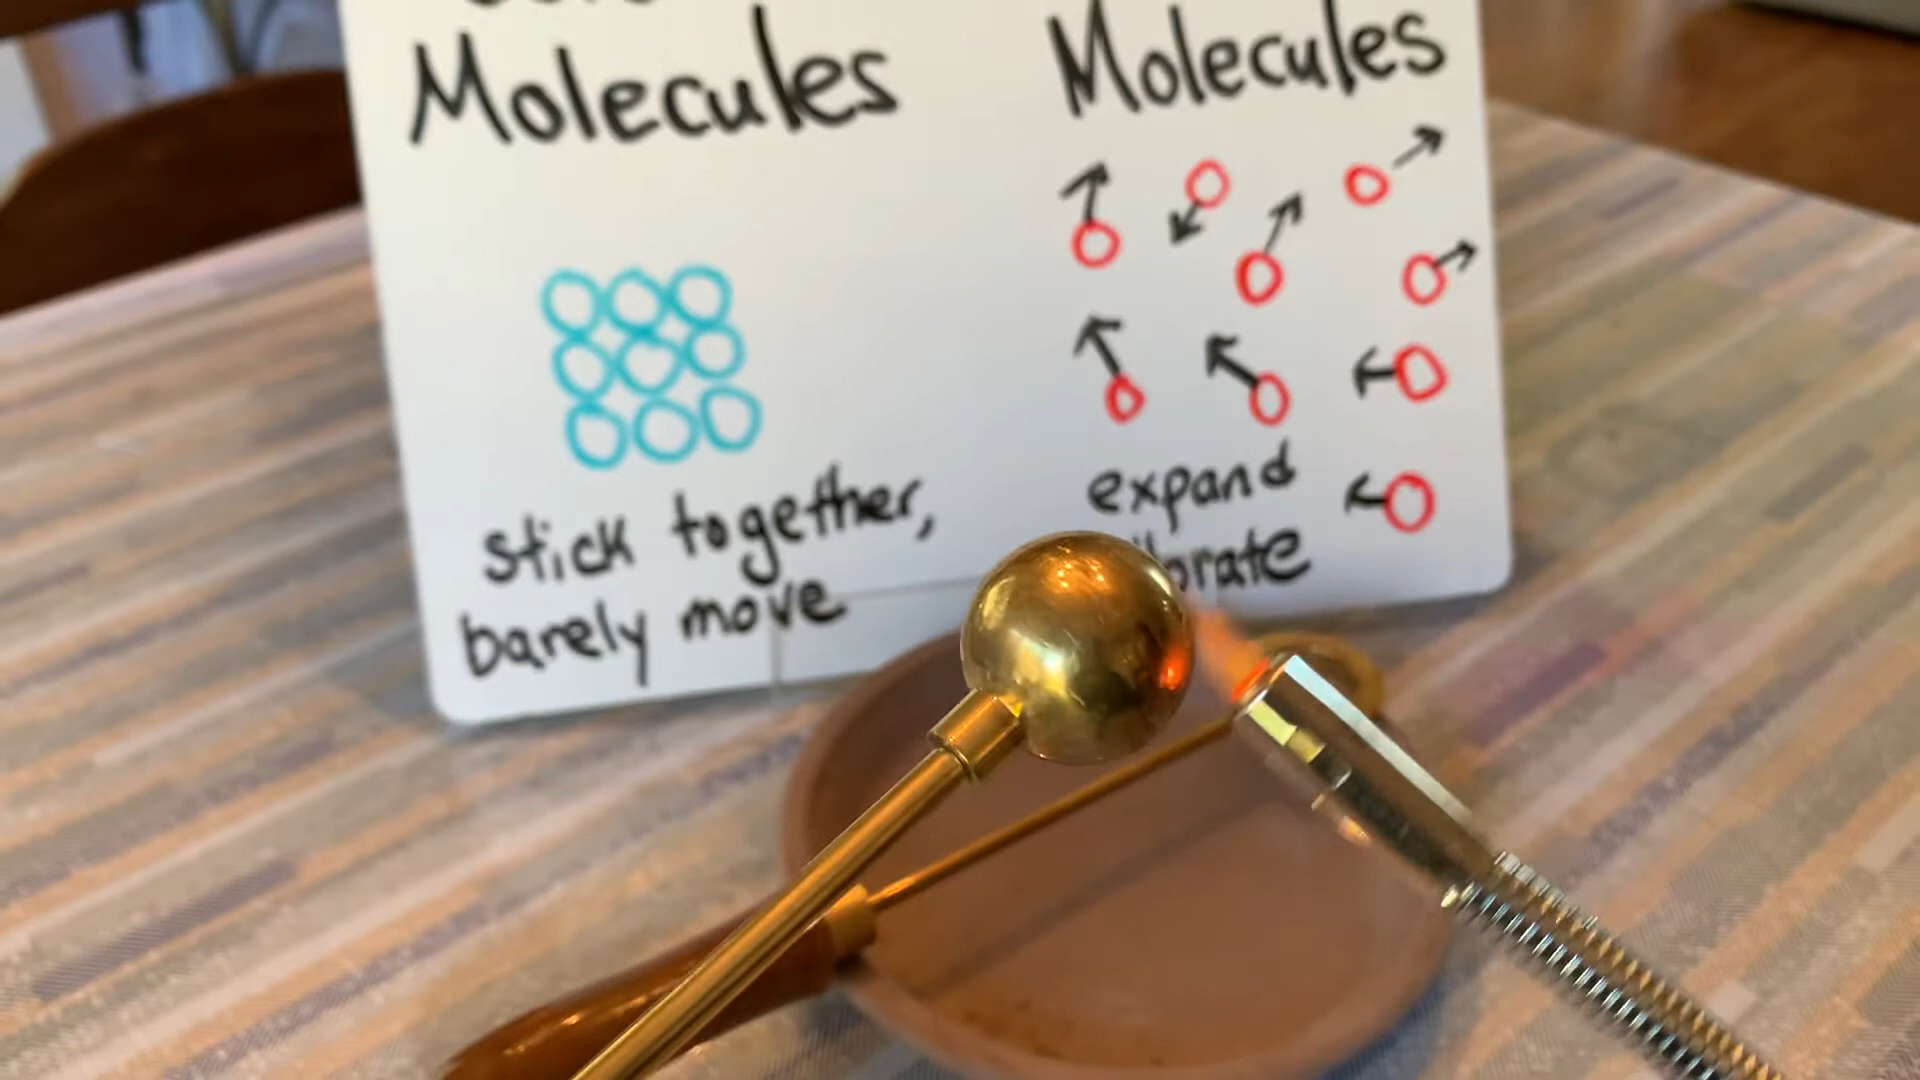 Molecules
stick together,
barely move
Molecules
expand